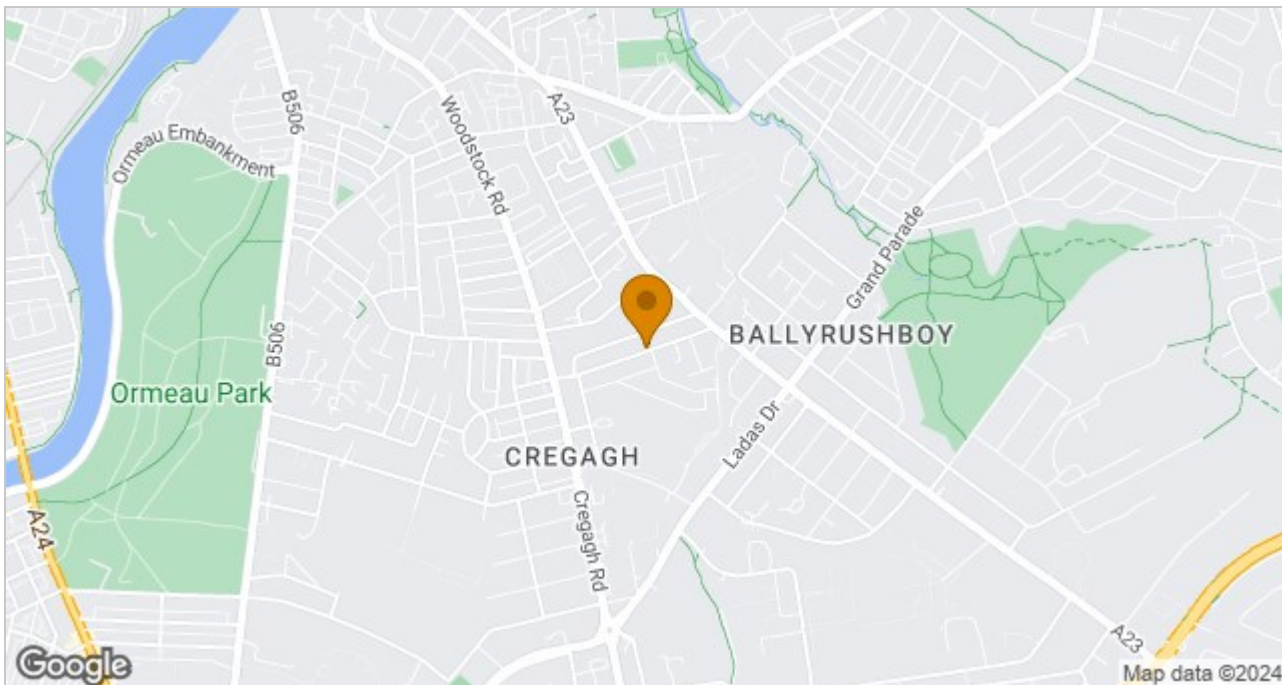 B506
A23
Woodstock Rd
Ormeau Embankment
Grand Parade
BALLYRUSHBOY
B506
Ormeau Park
Ladas Dr
CREGAGH
Cregagh Rd
A24
A23
Google
Map data ©2024